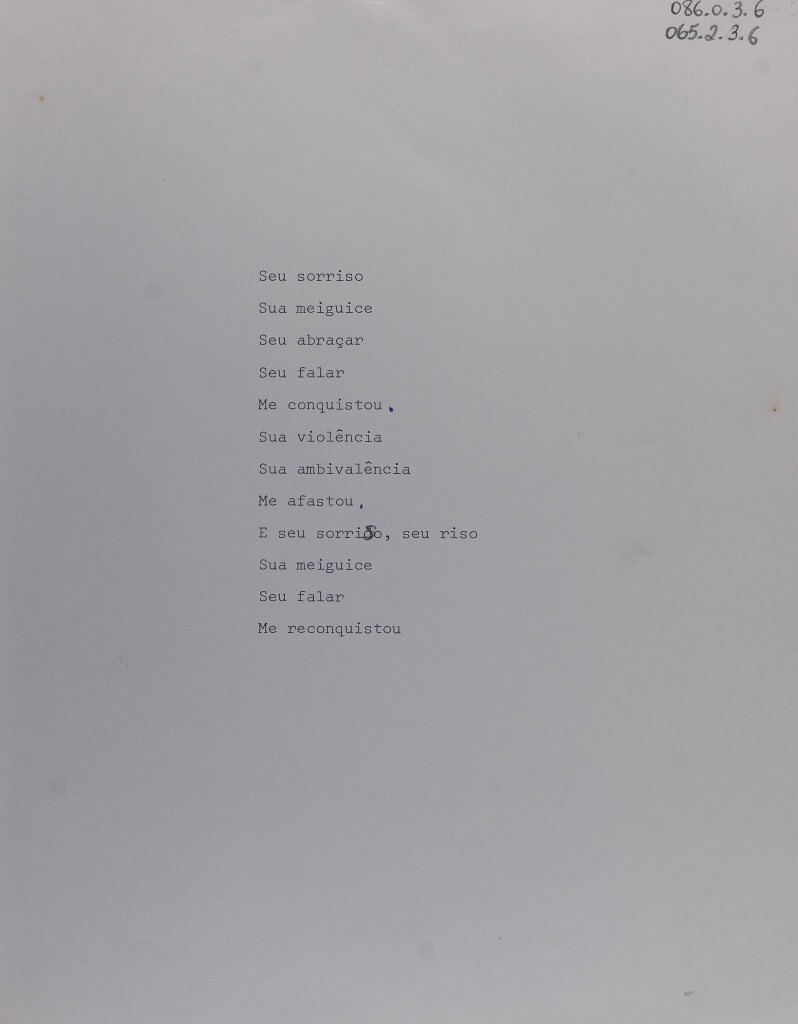 086.0.3.6
065.2.3.6
Seu sorriso
Sua meiguice
Seu abraçar
Seu falar
Me conquistou,
Sua violência
Sua ambivalência
Me afastou,
E seu sorriso, seu riso
Sua meiguice
Seu falar
Me reconquistou